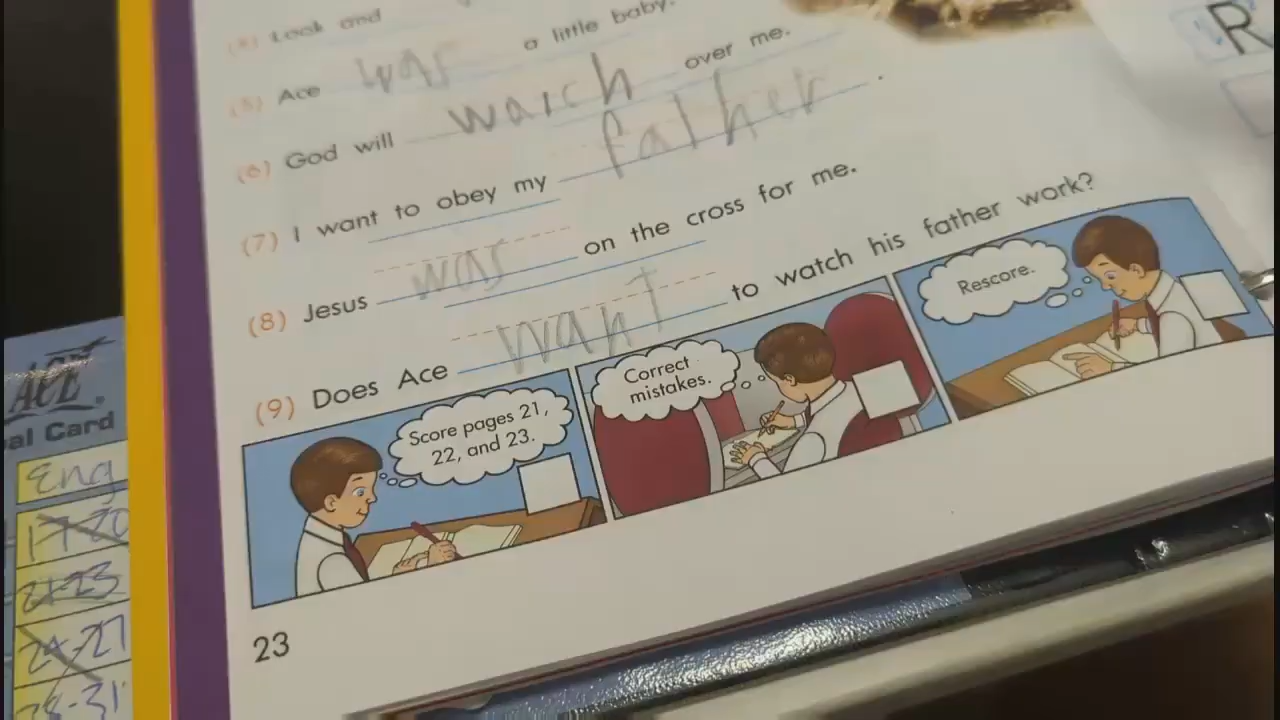 (4) Look and
(5) Ace was a little baby.
(6) God will watch over me.
(7) I want to obey my father.
(8) Jesus was on the cross for me.
(9) Does Ace want to watch his father work?
Score pages 21,
22, and 23.
Correct
mistakes.
Rescore.
23
R
ACE®
al Card
Eng
17-20
21-23
24-27
28-31